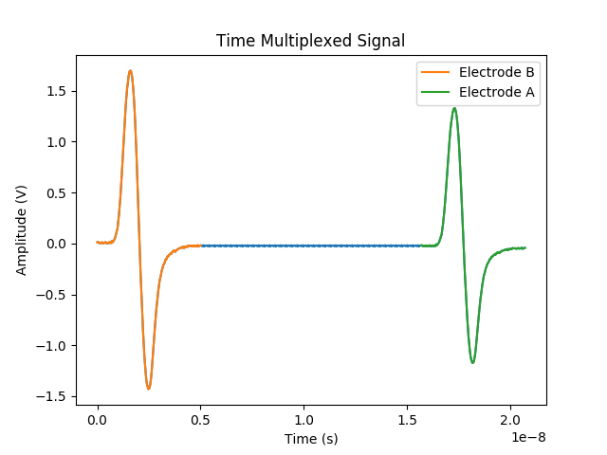 Time Multiplexed Signal
Electrode B
Electrode A
Amplitude (V)
1.5
1.0
0.5
0.0
−0.5
−1.0
−1.5
0.0 0.5 1.0 1.5 2.0
1e−8
Time (s)